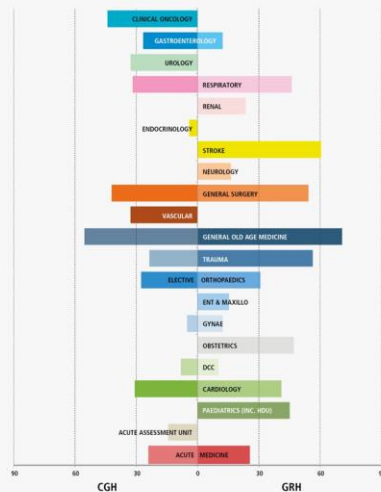 CLINICAL ONCOLOGY
GASTROENTEROLOGY
UROLOGY
RESPIRATORY
RENAL
ENDOCRINOLOGY
STROKE
NEUROLOGY
GENERAL SURGERY
VASCULAR
GENERAL OLD AGE MEDICINE
TRAUMA
ELECTIVE ORTHOPAEDICS
ENT & MAXILLO
GYNAE
OBSTETRICS
DCC
CARDIOLOGY
PAEDIATRICS (INC. HDU)
ACUTE ASSESSMENT UNIT
ACUTE MEDICINE
90 60 30 0 30 60 90
CGH GRH